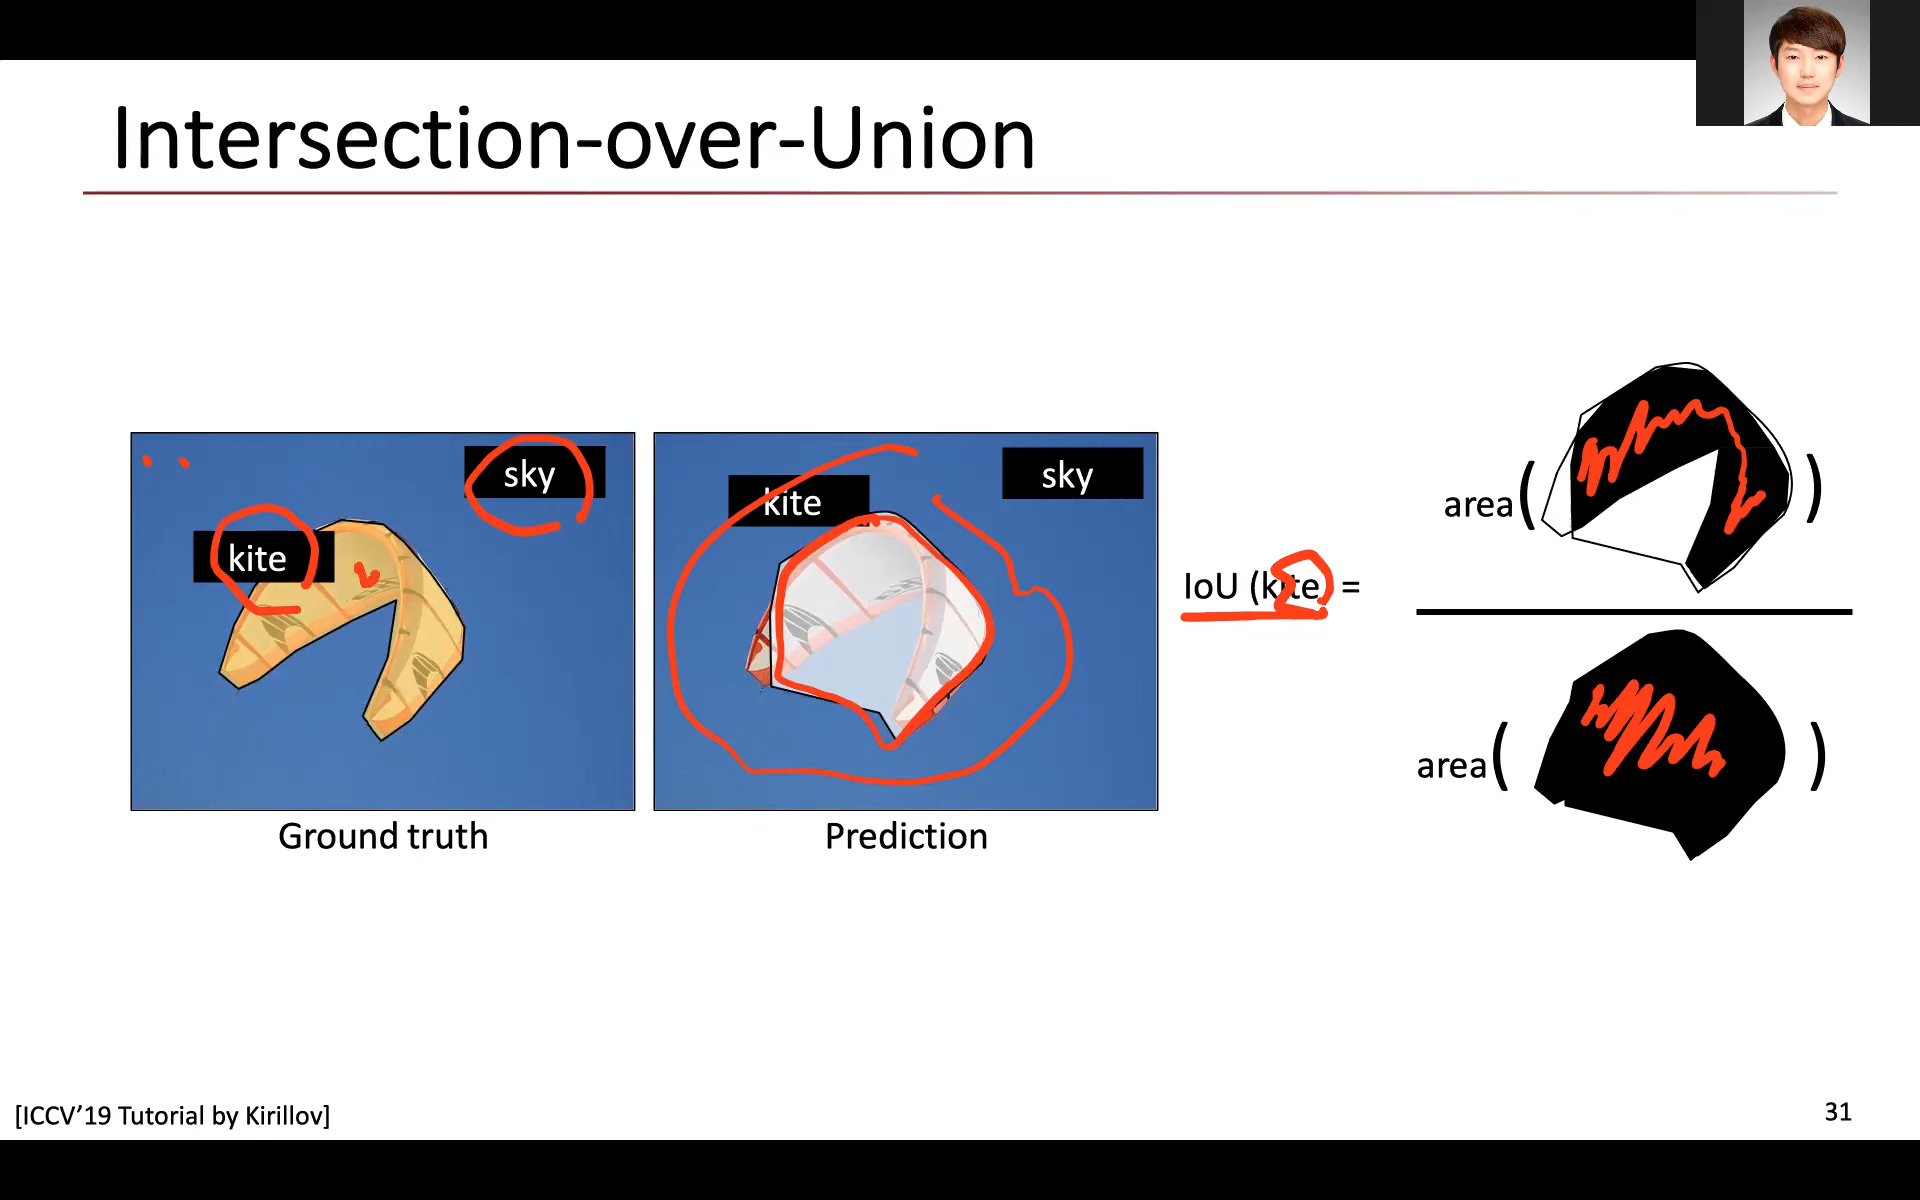 Intersection-over-Union
sky
kite
kite
sky
Ground truth
Prediction
IoU (kite) =
area( )
area( )
[ICCV’19 Tutorial by Kirillov]
31